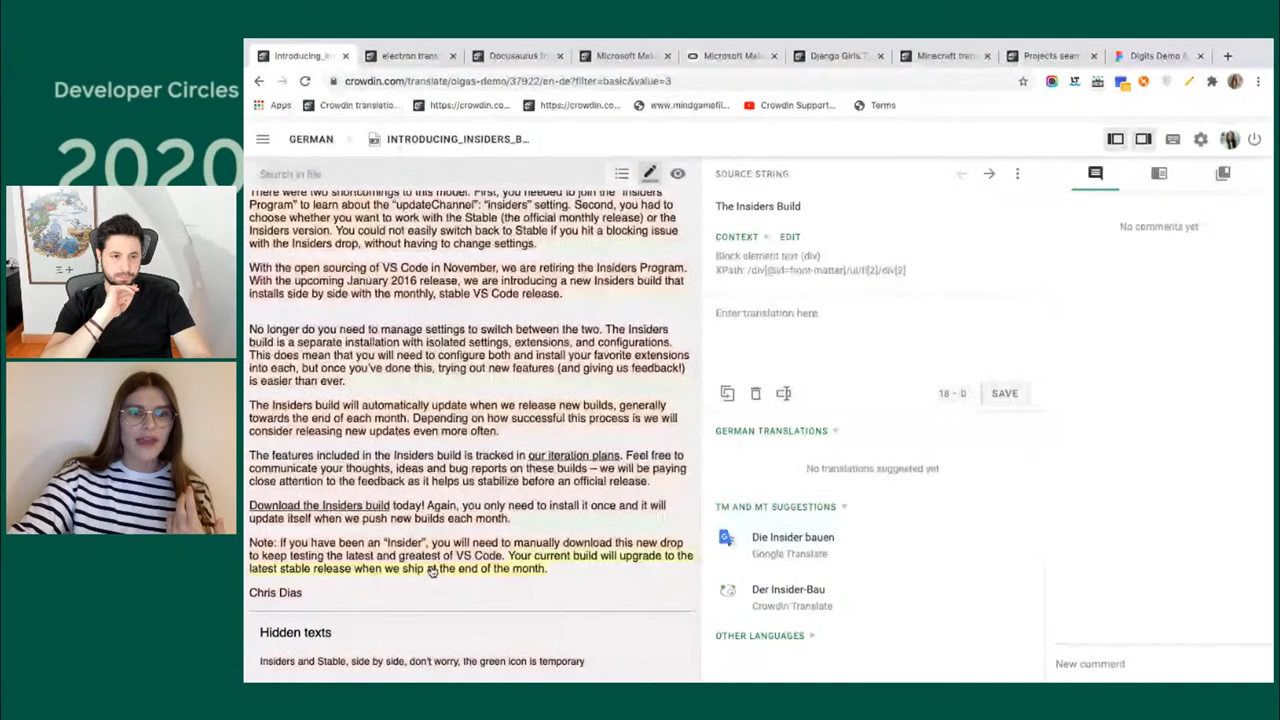 Developer Circles
2020
introducing_in
electron trans
Docusaurus tr
Microsoft Mak
Microsoft Ma
Django Girls T
Minecraft tran
Projects sear
Digits Demo &
crowdin.com/translate/oigas-demo/37922/en-de?filter=basic&value=3
Apps
Crowdin translatio...
https://crowdin.co...
https://crowdin.co...
www.mindgamefil...
Crowdin Support...
Terms
GERMAN
INTRODUCING_INSIDERS_B...
Search in file
There were two shortcomings to this model. First, you needed to join the "Insiders
Program" to learn about the "updateChannel": "insiders" setting. Second, you had to
choose whether you want to work with the Stable (the official monthly release) or the
Insiders version. You could not easily switch back to Stable if you hit a blocking issue
with the Insiders drop, without having to change settings.
With the open sourcing of VS Code in November, we are retiring the Insiders Program.
With the upcoming January 2016 release, we are introducing a new Insiders build that
installs side by side with the monthly, stable VS Code release.
No longer do you need to manage settings to switch between the two. The Insiders
build is a separate installation with isolated settings, extensions, and configurations.
This does mean that you will need to configure both and install your favorite extensions
into each, but once you've done this, trying out new features (and giving us feedback!)
is easier than ever.
The Insiders build will automatically update when we release new builds, generally
towards the end of each month. Depending on how successful this process is we will
consider releasing new updates even more often.
The features included in the Insiders build is tracked in our iteration plans. Feel free to
communicate your thoughts, ideas and bug reports on these builds – we will be paying
close attention to the feedback as it helps us stabilize before an official release.
Download the Insiders build today! Again, you only need to install it once and it will
update itself when we push new builds each month.
Note: If you have been an "Insider", you will need to manually download this new drop
to keep testing the latest and greatest of VS Code. Your current build will upgrade to the
latest stable release when we ship at the end of the month.
Chris Dias
Hidden texts
Insiders and Stable, side by side, don't worry, the green icon is temporary
SOURCE STRING
The Insiders Build
CONTEXT
EDIT
Block element text (div)
XPath: /div[@id=front-matter]/ul/li[2]/div[2]
Enter translation here
18 - 0
SAVE
GERMAN TRANSLATIONS
No translations suggested yet
TM AND MT SUGGESTIONS
Die Insider bauen
Google Translate
Der Insider-Bau
Crowdin Translate
OTHER LANGUAGES
No comments yet
New comment